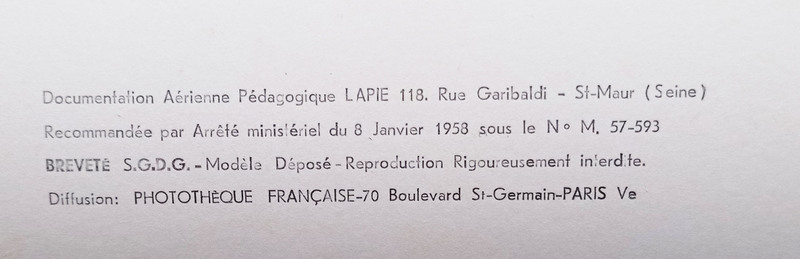 Documentation Aérienne Pédagogique LAPIE 118. Rue Garibaldi - St-Maur (Seine)
Recommandée par Arrêté ministériel du 8 Janvier 1958 sous le N° M. 57-593
BREVETÉ S.G.D.G. - Modèle Déposé - Reproduction Rigoureusement interdite.
Diffusion: PHOTOTHÈQUE FRANÇAISE-70 Boulevard St-Germain-PARIS Ve